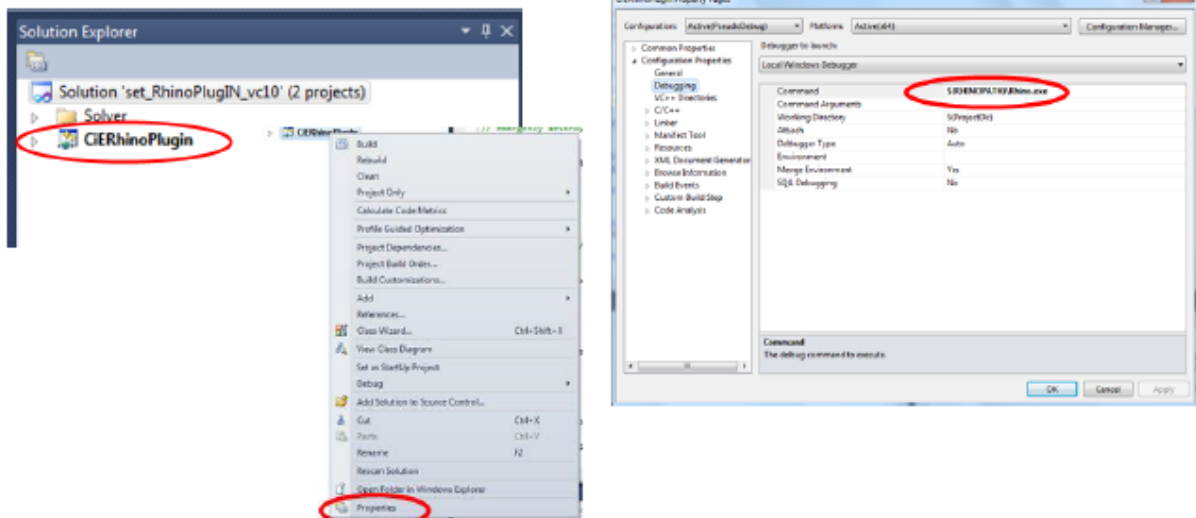 Solution Explorer
Solution 'set_RhinoPlugIN_vc10' (2 projects)
Solver
CiERhinoPlugin
CiERhinoPlugin
Build
Rebuild
Clean
Project Only
Calculate Code Metrics
Profile Guided Optimization
Project Dependencies...
Project Build Order...
Build Customizations...
Add
References...
Class Wizard... Ctrl+Shift+X
View Class Diagram
Set as StartUp Project
Debug
Add Solution to Source Control...
Cut Ctrl+X
Paste Ctrl+V
Rename F2
Rescan Solution
Open Folder in Windows Explorer
Properties
CiERhinoPlugin Property Pages
Configuration: Active(PseudoDebug) Platform: Active(x64) Configuration Manager...
Common Properties
Configuration Properties
General
Debugging
VC++ Directories
C/C++
Linker
Manifest Tool
Resources
XML Document Generator
Browse Information
Build Events
Custom Build Step
Code Analysis
Debugger to launch:
Local Windows Debugger
Command $(RHINOPATH)\Rhino.exe
Command Arguments
Working Directory $(ProjectDir)
Attach No
Debugger Type Auto
Environment
Merge Environment Yes
SQL Debugging No
Command
The debug command to execute.
OK Cancel Apply